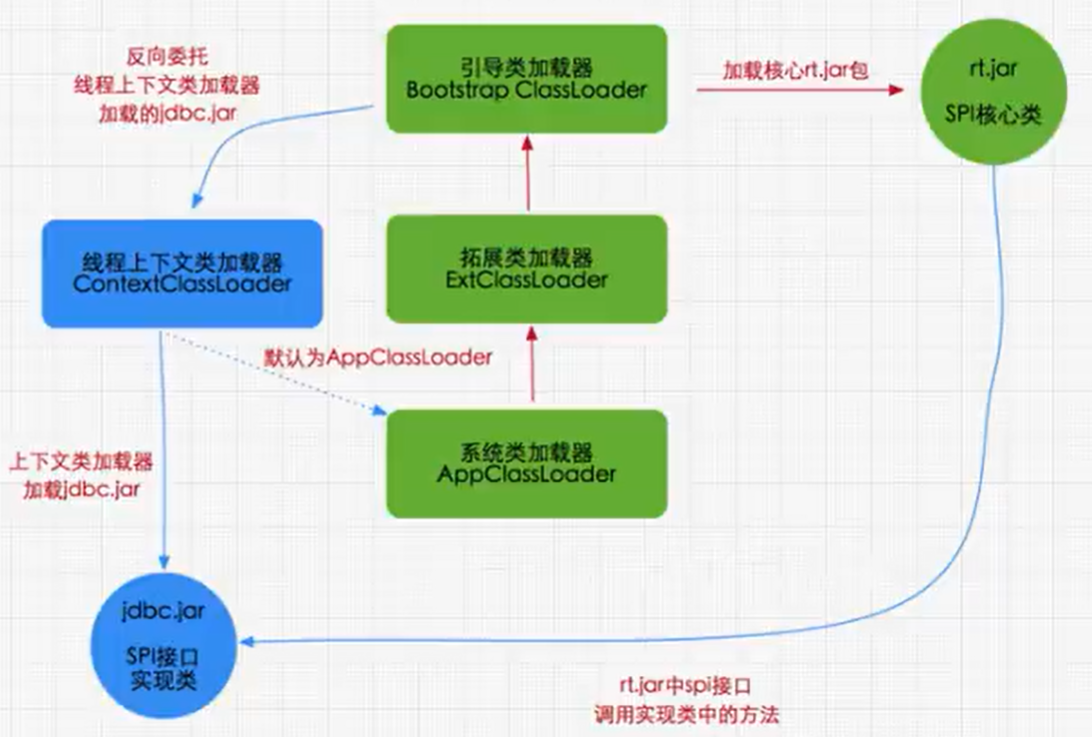 反向委托
线程上下文类加载器
加载的jdbc.jar
引导类加载器
Bootstrap ClassLoader
加载核心rt.jar包
rt.jar
SPI核心类
线程上下文类加载器
ContextClassLoader
拓展类加载器
ExtClassLoader
默认为AppClassLoader
系统类加载器
AppClassLoader
上下文类加载器
加载jdbc.jar
jdbc.jar
SPI接口
实现类
rt.jar中spi接口
调用实现类中的方法